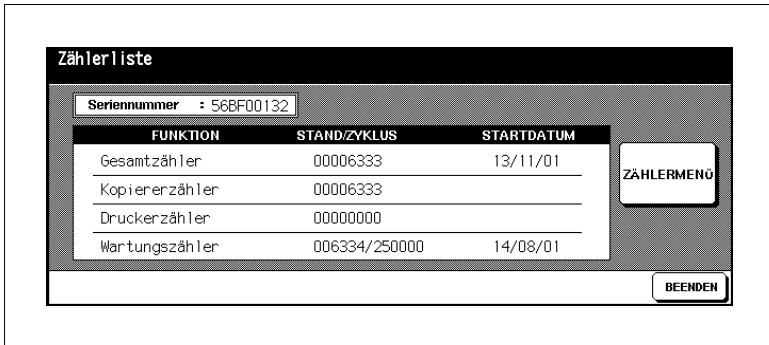 Zählerliste
Seriennummer : 56BF00132
FUNKTION STAND/ZYKLUS STARTDATUM
Gesamtzähler 00006333 13/11/01
Kopiererzähler 00006333
Druckerzähler 00000000
Wartungszähler 006334/250000 14/08/01
ZÄHLERMENÜ
BEENDEN